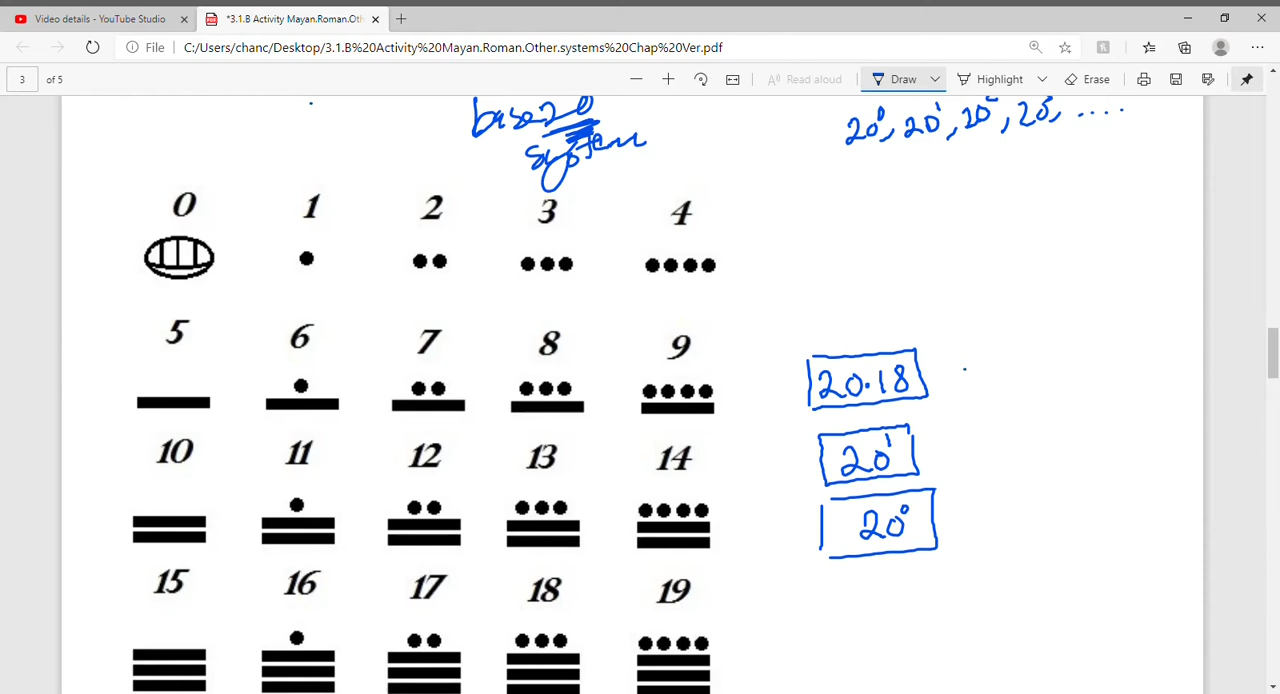 Video details - YouTube Studio
*3.1.B Activity Mayan.Roman.Oth
File C:/Users/chanc/Desktop/3.1.B%20Activity%20Mayan.Roman.Other.systems%20Chap%20Ver.pdf
3 of 5 Read aloud Draw Highlight Erase
base 20 20⁰, 20¹, 20², 20³, ....
system
0 1 2 3 4
5 6 7 8 9
20·18
10 11 12 13 14
20¹
20⁰
15 16 17 18 19